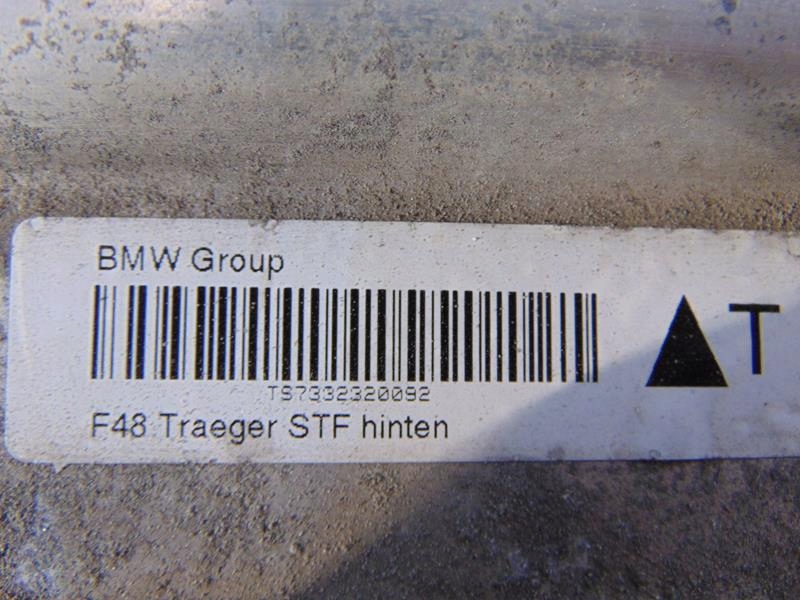 BMW Group
▲T
TS7332320092
F48 Traeger STF hinten